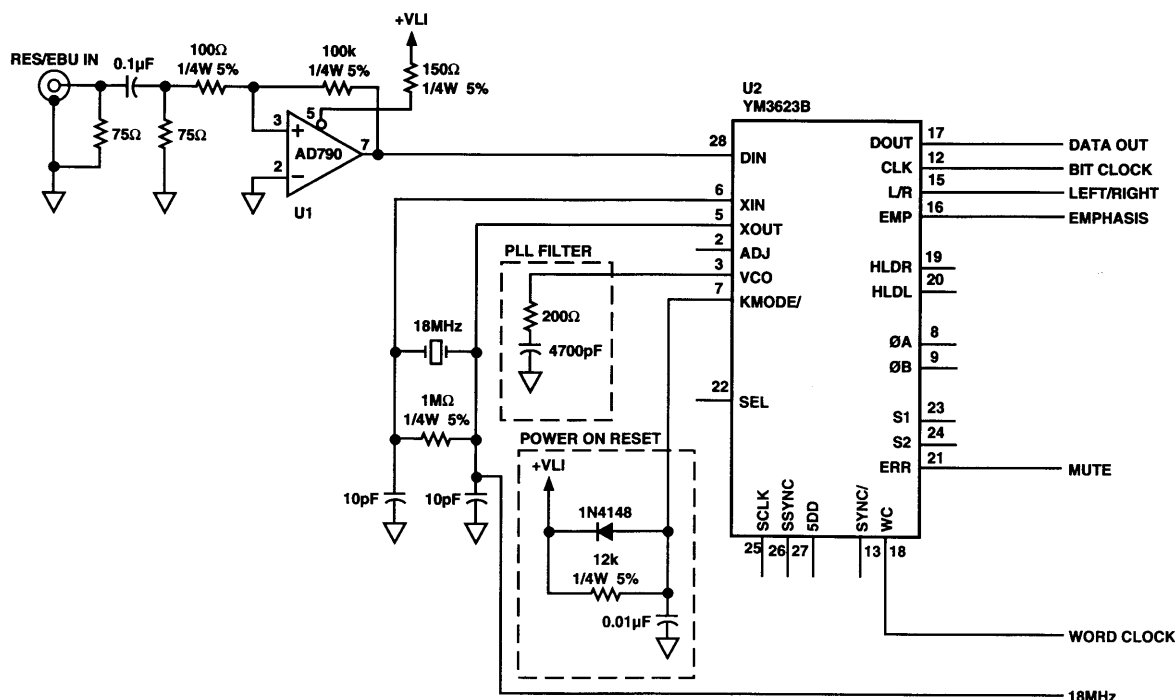 +VLI
RES/EBU IN
0.1µF
100Ω
1/4W 5%
100k
1/4W 5%
150Ω
1/4W 5%
75Ω
75Ω
3
+
5
AD790
7
2
−
U1
U2
YM3623B
28
DIN
6
XIN
5
XOUT
2
ADJ
3
VCO
7
KMODE/
22
SEL
DOUT
17
DATA OUT
CLK
12
BIT CLOCK
L/R
15
LEFT/RIGHT
EMP
16
EMPHASIS
HLDR
19
HLDL
20
ØA
8
ØB
9
S1
23
S2
24
ERR
21
MUTE
SCLK
SSYNC
5DD
SYNC/
WC
25
26
27
13
18
PLL FILTER
200Ω
4700pF
18MHz
1MΩ
1/4W 5%
10pF
10pF
POWER ON RESET
+VLI
1N4148
12k
1/4W 5%
0.01µF
WORD CLOCK
18MHz